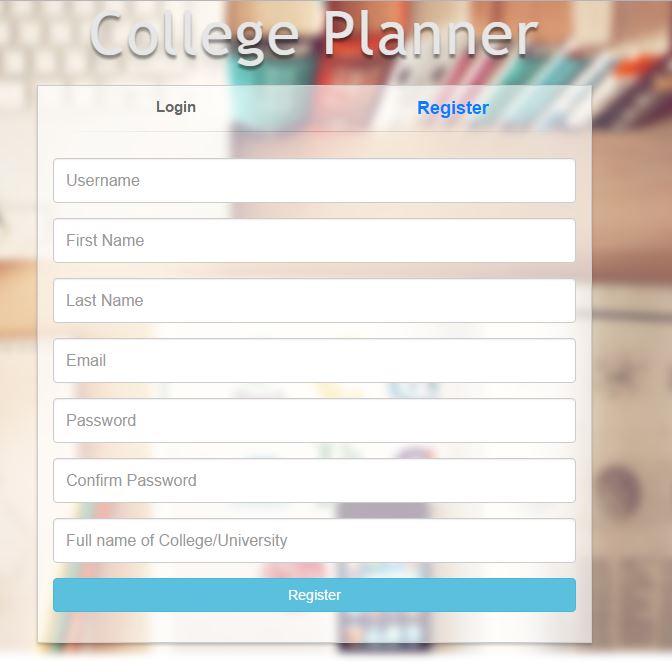 College Planner
Login Register
Username
First Name
Last Name
Email
Password
Confirm Password
Full name of College/University
Register